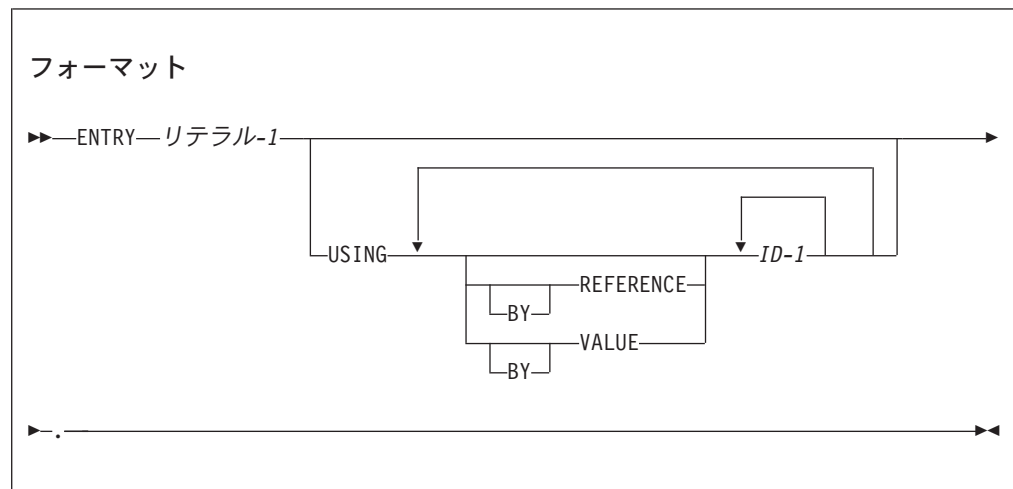 フォーマット
ENTRY リテラル-1
USING ID-1
REFERENCE
BY
VALUE
BY
.